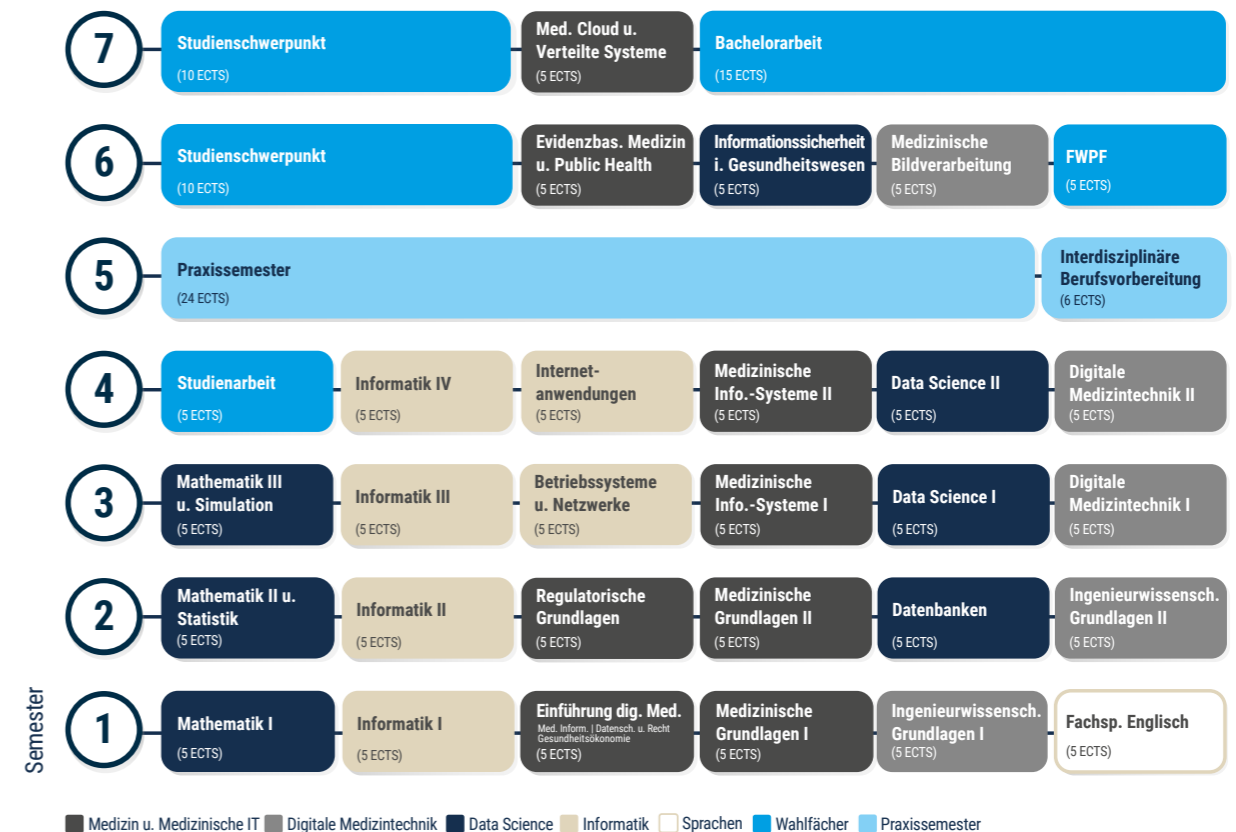 7
Studienschwerpunkt
(10 ECTS)
Med. Cloud u.
Verteilte Systeme
(5 ECTS)
Bachelorarbeit
(15 ECTS)
6
Studienschwerpunkt
(10 ECTS)
Evidenzbas. Medizin
u. Public Health
(5 ECTS)
Informationssicherheit
i. Gesundheitswesen
(5 ECTS)
Medizinische
Bildverarbeitung
(5 ECTS)
FWPF
(5 ECTS)
5
Praxissemester
(24 ECTS)
Interdisziplinäre
Berufsvorbereitung
(6 ECTS)
4
Studienarbeit
(5 ECTS)
Informatik IV
(5 ECTS)
Internet-
anwendungen
(5 ECTS)
Medizinische
Info.-Systeme II
(5 ECTS)
Data Science II
(5 ECTS)
Digitale
Medizintechnik II
(5 ECTS)
3
Mathematik III
u. Simulation
(5 ECTS)
Informatik III
(5 ECTS)
Betriebssysteme
u. Netzwerke
(5 ECTS)
Medizinische
Info.-Systeme I
(5 ECTS)
Data Science I
(5 ECTS)
Digitale
Medizintechnik I
(5 ECTS)
2
Mathematik II u.
Statistik
(5 ECTS)
Informatik II
(5 ECTS)
Regulatorische
Grundlagen
(5 ECTS)
Medizinische
Grundlagen II
(5 ECTS)
Datenbanken
(5 ECTS)
Ingenieurwissensch.
Grundlagen II
(5 ECTS)
Semester
1
Mathematik I
(5 ECTS)
Informatik I
(5 ECTS)
Einführung dig. Med.
Med. Inform. | Datensch. u. Recht
Gesundheitsökonomie
(5 ECTS)
Medizinische
Grundlagen I
(5 ECTS)
Ingenieurwissensch.
Grundlagen I
(5 ECTS)
Fachsp. Englisch
(5 ECTS)
Medizin u. Medizinische IT Digitale Medizintechnik Data Science Informatik Sprachen Wahlfächer Praxissemester